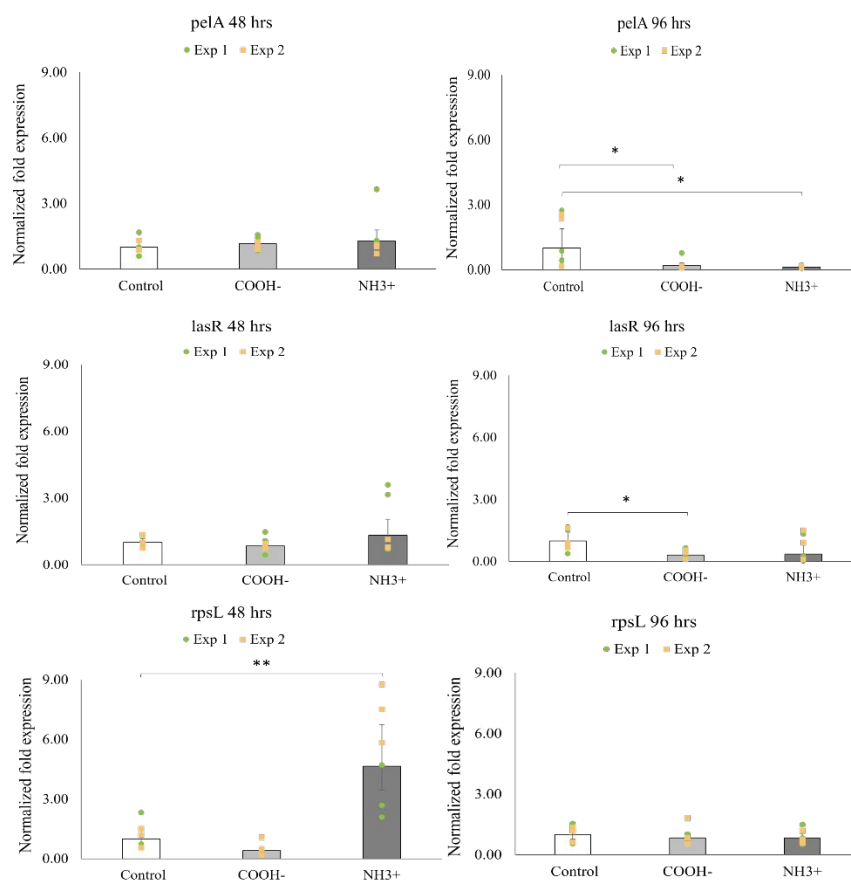 pelA 48 hrs
Exp 1 Exp 2
Normalized fold expression
9.00
6.00
3.00
0.00
Control COOH- NH3+
pelA 96 hrs
Exp 1 Exp 2
Normalized fold expression
9.00
6.00
3.00
0.00
*
*
Control COOH- NH3+
lasR 48 hrs
Exp 1 Exp 2
Normalized fold expression
9.00
6.00
3.00
0.00
Control COOH- NH3+
lasR 96 hrs
Exp 1 Exp 2
Normalized fold expression
9.00
6.00
3.00
0.00
*
Control COOH- NH3+
rpsL 48 hrs
Exp 1 Exp 2
Normalized fold expression
9.00
6.00
3.00
0.00
**
Control COOH- NH3+
rpsL 96 hrs
Exp 1 Exp 2
Normalized fold expression
9.00
6.00
3.00
0.00
Control COOH- NH3+